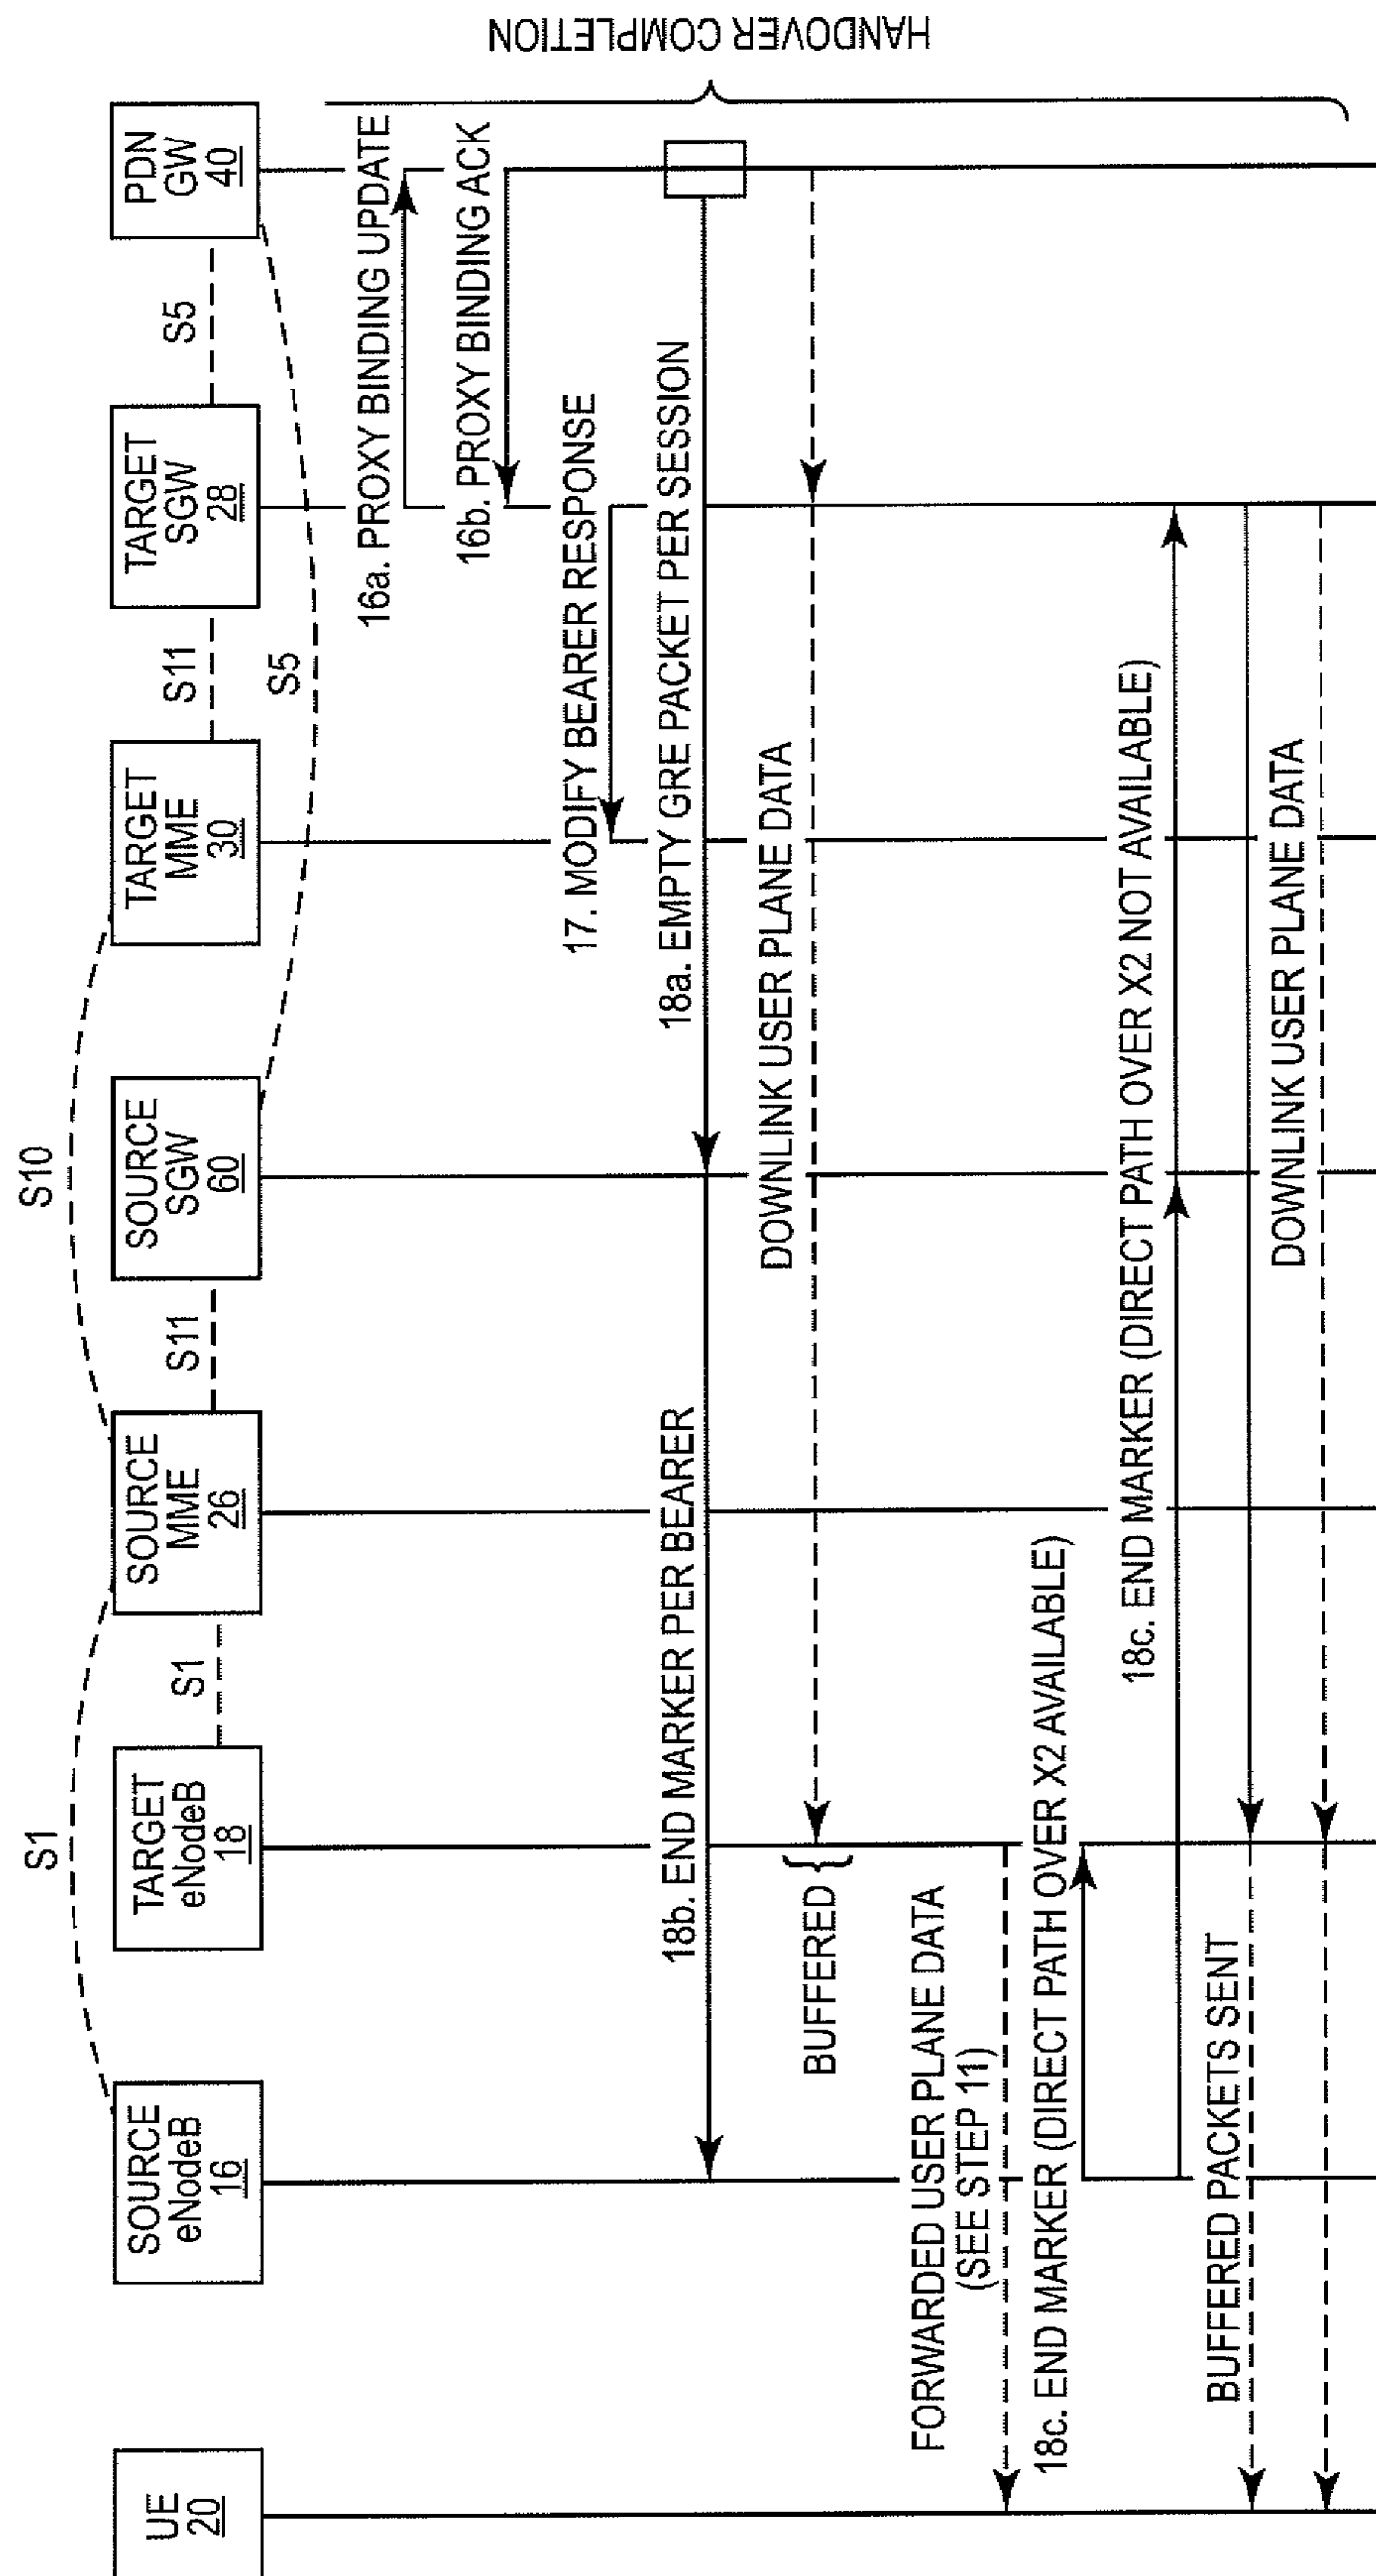 S1
S10
UE
20
SOURCE
eNodeB
16
TARGET
eNodeB
18
S1
SOURCE
MME
26
S11
SOURCE
SGW
60
TARGET
MME
30
S11
TARGET
SGW
28
S5
PDN
GW
40
S5
16a. PROXY BINDING UPDATE
16b. PROXY BINDING ACK
17. MODIFY BEARER RESPONSE
18a. EMPTY GRE PACKET PER SESSION
18b. END MARKER PER BEARER
DOWNLINK USER PLANE DATA
BUFFERED
FORWARDED USER PLANE DATA
(SEE STEP 11)
18c. END MARKER (DIRECT PATH OVER X2 AVAILABLE)
18c. END MARKER (DIRECT PATH OVER X2 NOT AVAILABLE)
BUFFERED PACKETS SENT
DOWNLINK USER PLANE DATA
HANDOVER COMPLETION